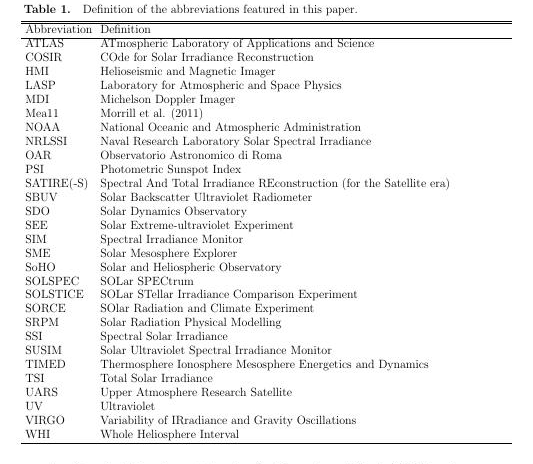 Table 1. Definition of the abbreviations featured in this paper.
Abbreviation Definition
ATLAS ATmospheric Laboratory of Applications and Science
COSIR COde for Solar Irradiance Reconstruction
HMI Helioseismic and Magnetic Imager
LASP Laboratory for Atmospheric and Space Physics
MDI Michelson Doppler Imager
Mea11 Morrill et al. (2011)
NOAA National Oceanic and Atmospheric Administration
NRLSSI Naval Research Laboratory Solar Spectral Irradiance
OAR Observatorio Astronomico di Roma
PSI Photometric Sunspot Index
SATIRE(-S) Spectral And Total Irradiance REconstruction (for the Satellite era)
SBUV Solar Backscatter Ultraviolet Radiometer
SDO Solar Dynamics Observatory
SEE Solar Extreme-ultraviolet Experiment
SIM Spectral Irradiance Monitor
SME Solar Mesosphere Explorer
SoHO Solar and Heliospheric Observatory
SOLSPEC SOLar SPECtrum
SOLSTICE SOLar STellar Irradiance Comparison Experiment
SORCE SOlar Radiation and Climate Experiment
SRPM Solar Radiation Physical Modelling
SSI Spectral Solar Irradiance
SUSIM Solar Ultraviolet Spectral Irradiance Monitor
TIMED Thermosphere Ionosphere Mesosphere Energetics and Dynamics
TSI Total Solar Irradiance
UARS Upper Atmosphere Research Satellite
UV Ultraviolet
VIRGO Variability of IRradiance and Gravity Oscillations
WHI Whole Heliosphere Interval